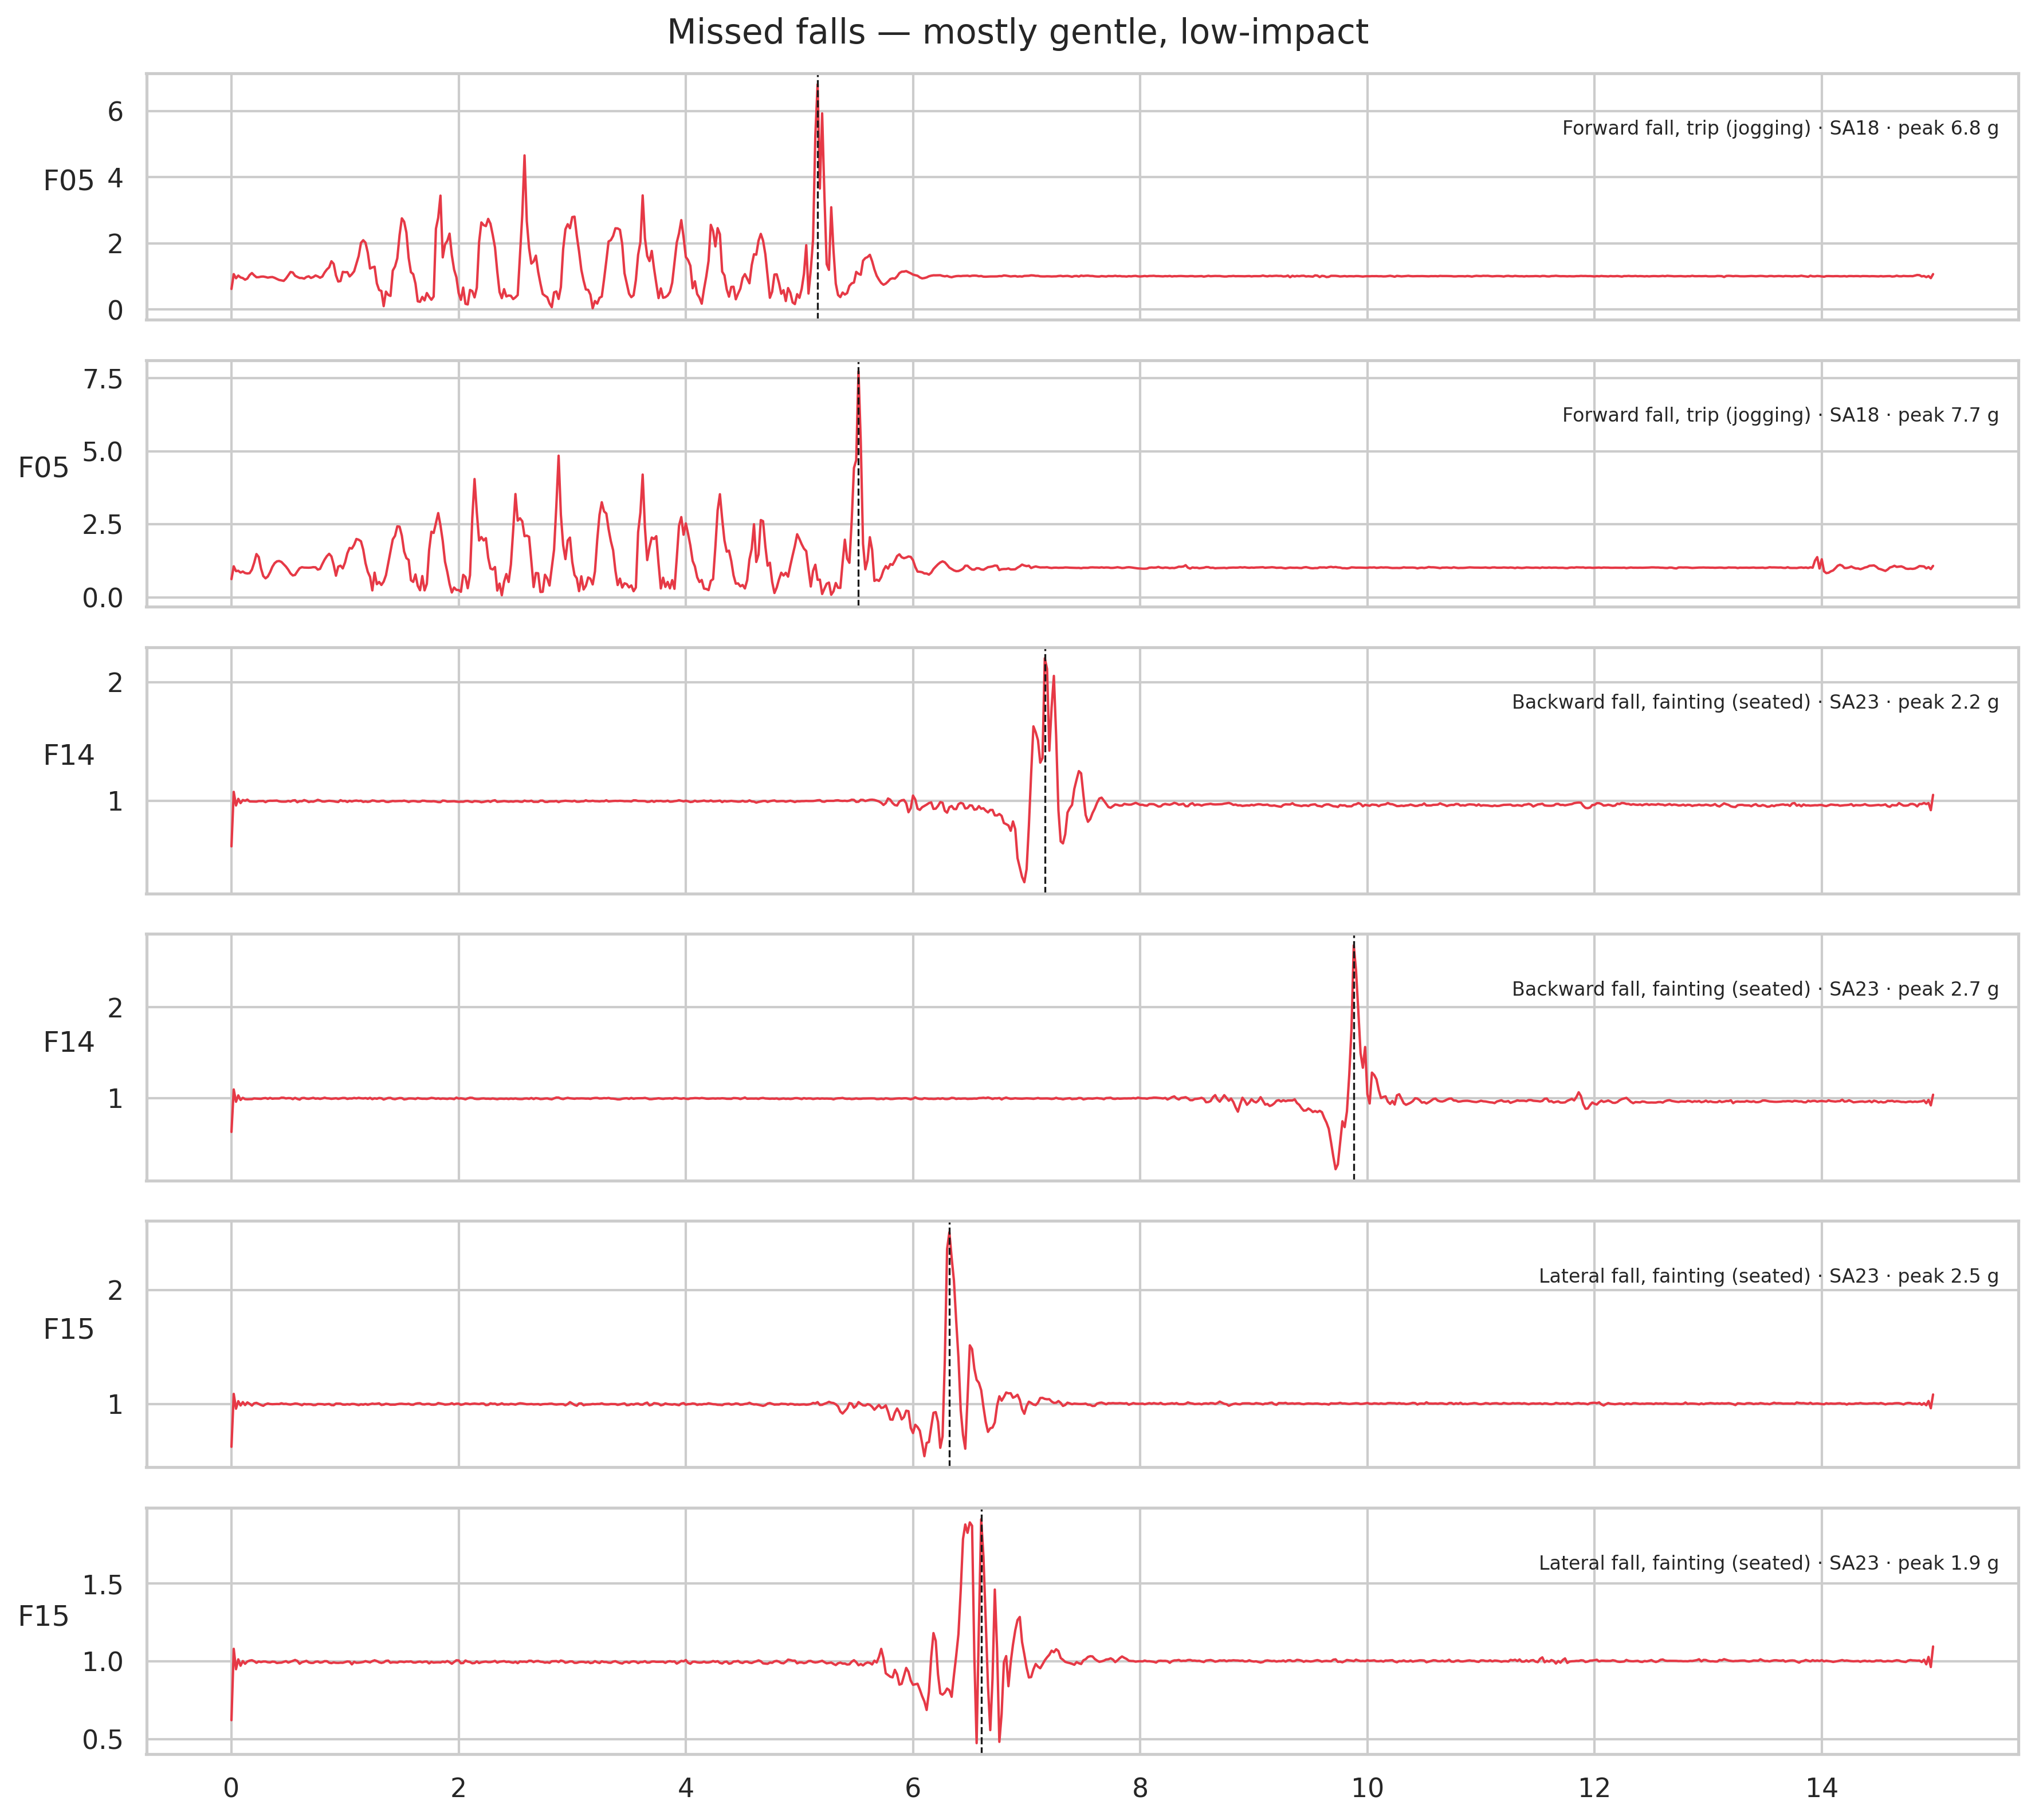 Missed falls — mostly gentle, low-impact
6
Forward fall, trip (jogging) · SA18 · peak 6.8 g
F05
4
2
0
7.5
Forward fall, trip (jogging) · SA18 · peak 7.7 g
5.0
F05
2.5
0.0
2
Backward fall, fainting (seated) · SA23 · peak 2.2 g
F14
1
2
Backward fall, fainting (seated) · SA23 · peak 2.7 g
F14
1
2
Lateral fall, fainting (seated) · SA23 · peak 2.5 g
F15
1
Lateral fall, fainting (seated) · SA23 · peak 1.9 g
1.5
F15
1.0
0.5
0 2 4 6 8 10 12 14